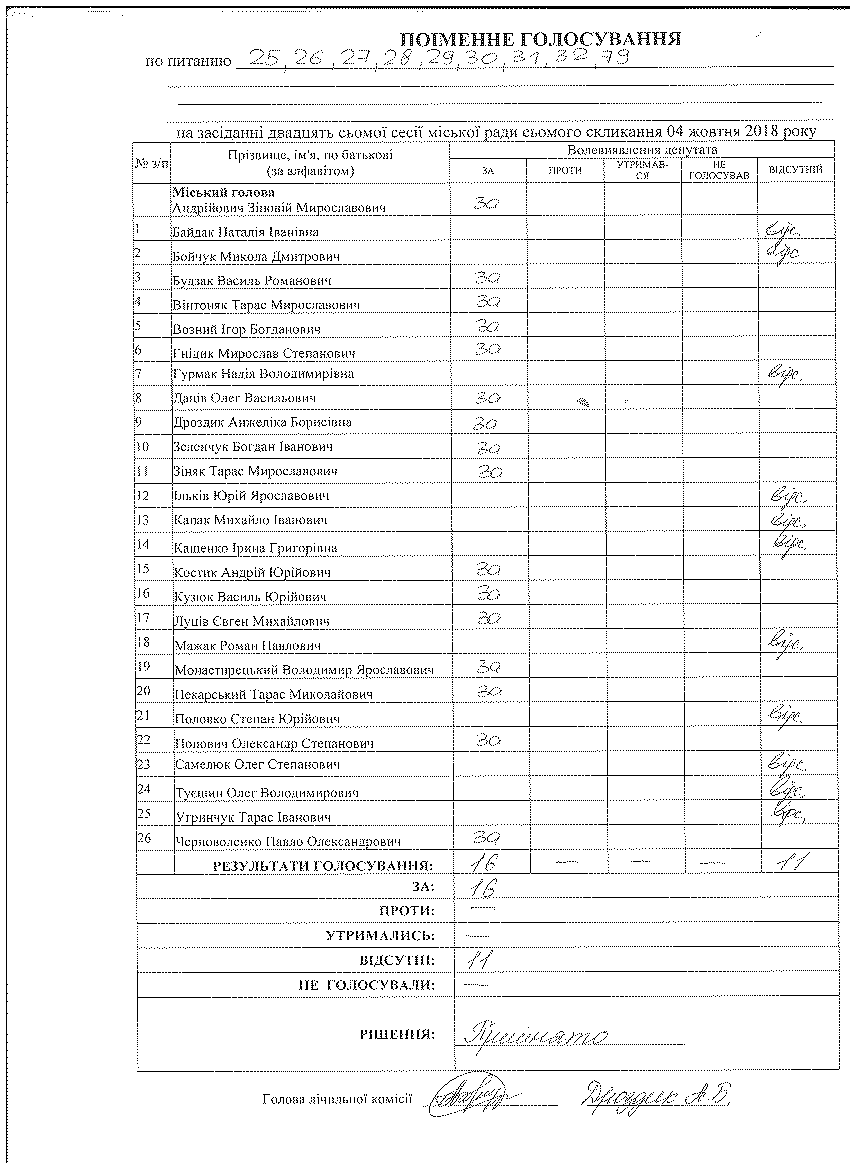 ПОІМЕННЕ ГОЛОСУВАННЯ
по питанню 25, 26, 27, 28, 29, 30, 31, 32, 79
на засіданні двадцять сьомої сесії міської ради сьомого скликання 04 жовтня 2018 року
№ з/п Прізвище, ім'я, по батькові (за алфавітом) Волевиявлення депутата
ЗА ПРОТИ УТРИМАВ-СЯ НЕ ГОЛОСУВАВ ВІДСУТНІЙ
Міський голова
Андрійович Зіновій Мирославович за
1 Байдак Наталія Іванівна відс.
2 Бойчук Микола Дмитрович відс.
3 Будзак Василь Романович за
4 Вінтоняк Тарас Мирославович за
5 Возний Ігор Богданович за
6 Гніцик Мирослав Степанович за
7 Гурмак Надія Володимирівна відс.
8 Даців Олег Васильович за
9 Дроздик Анжеліка Борисівна за
10 Зеленчук Богдан Іванович за
11 Зіняк Тарас Мирославович за
12 Ільків Юрій Ярославович відс.
13 Капак Михайло Іванович відс.
14 Кащенко Ірина Григорівна відс.
15 Костик Андрій Юрійович за
16 Кузюк Василь Юрійович за
17 Луців Євген Михайлович за
18 Мажак Роман Павлович відс.
19 Монастирецький Володимир Ярославович за
20 Пекарський Тарас Миколайович за
21 Половко Степан Юрійович відс.
22 Попович Олександр Степанович за
23 Самелюк Олег Степанович відс.
24 Туєшин Олег Володимирович відс.
25 Угринчук Тарас Іванович відс.
26 Черноволенко Павло Олександрович за
РЕЗУЛЬТАТИ ГОЛОСУВАННЯ: 16 — — — 11
ЗА: 16
ПРОТИ: —
УТРИМАЛИСЬ: —
ВІДСУТНІ: 11
НЕ ГОЛОСУВАЛИ: —
РІШЕННЯ: Прийнято
Голова лічильної комісії Дроздик А.Б.